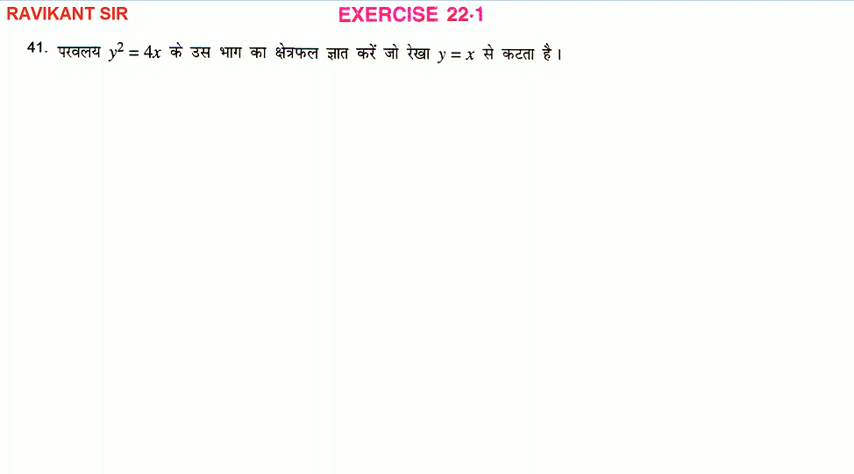 RAVIKANT SIR
EXERCISE 22·1
41. परवलय y² = 4x के उस भाग का क्षेत्रफल ज्ञात करें जो रेखा y = x से कटता है।